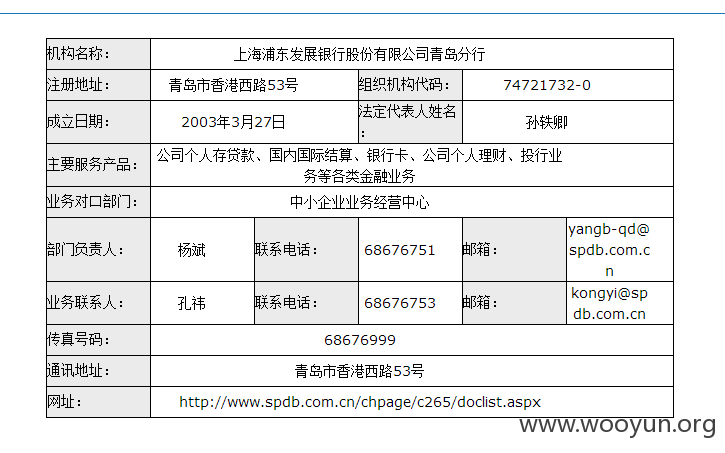 机构名称： 上海浦东发展银行股份有限公司青岛分行
注册地址： 青岛市香港西路53号 组织机构代码： 74721732-0
成立日期： 2003年3月27日 法定代表人姓名
： 孙轶卿
主要服务产品： 公司个人存贷款、国内国际结算、银行卡、公司个人理财、投行业
务等各类金融业务
业务对口部门： 中小企业业务经营中心
部门负责人： 杨斌 联系电话： 68676751 邮箱： yangb-qd@
spdb.com.c
n
业务联系人： 孔祎 联系电话： 68676753 邮箱： kongyi@sp
db.com.cn
传真号码： 68676999
通讯地址： 青岛市香港西路53号
网址： http://www.spdb.com.cn/chpage/c265/doclist.aspx
www.wooyun.org